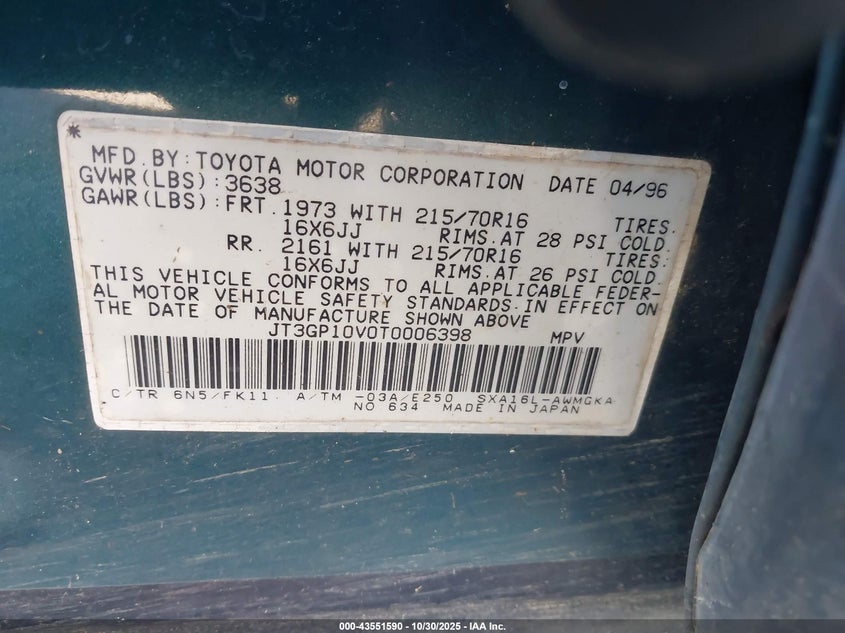 *
MFD.BY:TOYOTA MOTOR CORPORATION DATE 04/96
GVWR(LBS):3638
GAWR(LBS):FRT.1973 WITH 215/70R16 TIRES.
16X6JJ RIMS.AT 28 PSI COLD.
RR. 2161 WITH 215/70R16 TIRES.
16X6JJ RIMS.AT 26 PSI COLD.
THIS VEHICLE CONFORMS TO ALL APPLICABLE FEDER-
AL MOTOR VEHICLE SAFETY STANDARDS.IN EFFECT ON
THE DATE OF MANUFACTURE SHOWN ABOVE
JT3GP10V0T0006398 MPV
C/TR 6N5/FK11. A/TM -03A/E250 SXA16L-AWMGKA
NO 634 MADE IN JAPAN
000-43551590 - 10/30/2025 - IAA Inc.